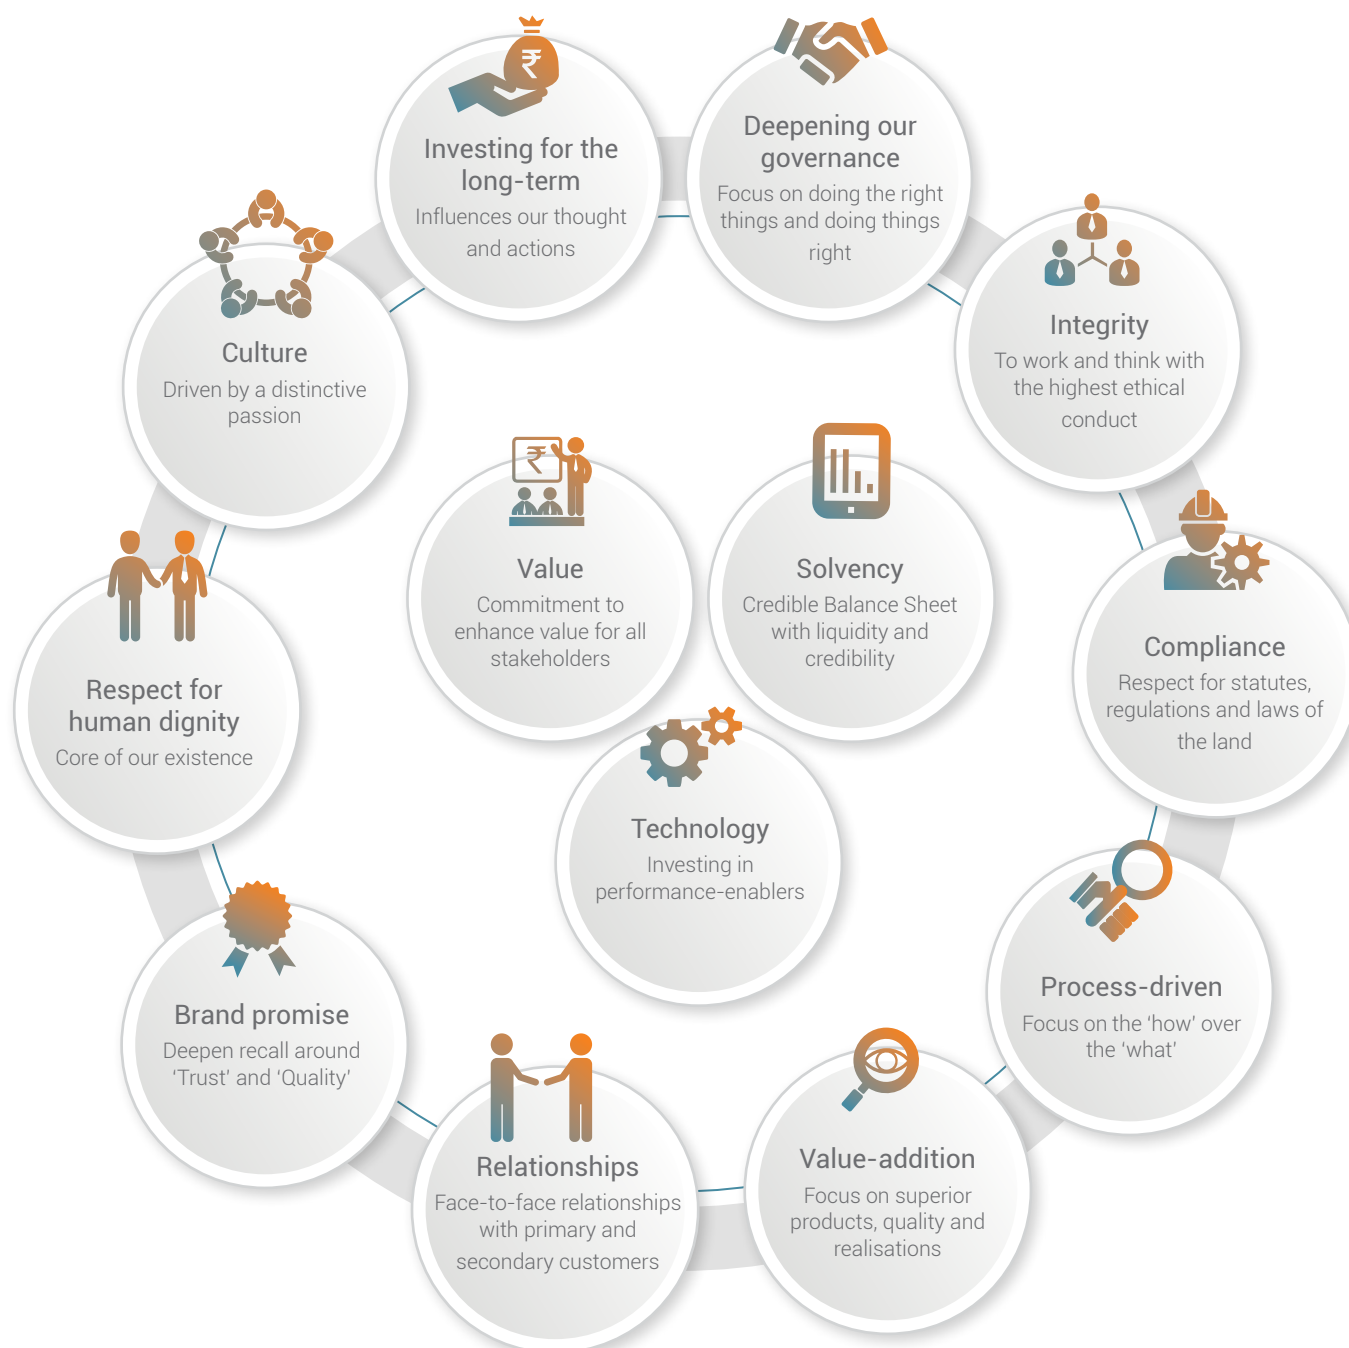 Investing for the
long-term
Influences our thought
and actions
₹
Deepening our
governance
Focus on doing the right
things and doing things
right
Integrity
To work and think with
the highest ethical
conduct
Compliance
Respect for statutes,
regulations and laws of
the land
Process-driven
Focus on the ‘how’ over
the ‘what’
Value-addition
Focus on superior
products, quality and
realisations
Relationships
Face-to-face relationships
with primary and
secondary customers
Brand promise
Deepen recall around
‘Trust’ and ‘Quality’
Respect for
human dignity
Core of our existence
Culture
Driven by a distinctive
passion
₹
Value
Commitment to
enhance value for all
stakeholders
Solvency
Credible Balance Sheet
with liquidity and
credibility
Technology
Investing in
performance-enablers